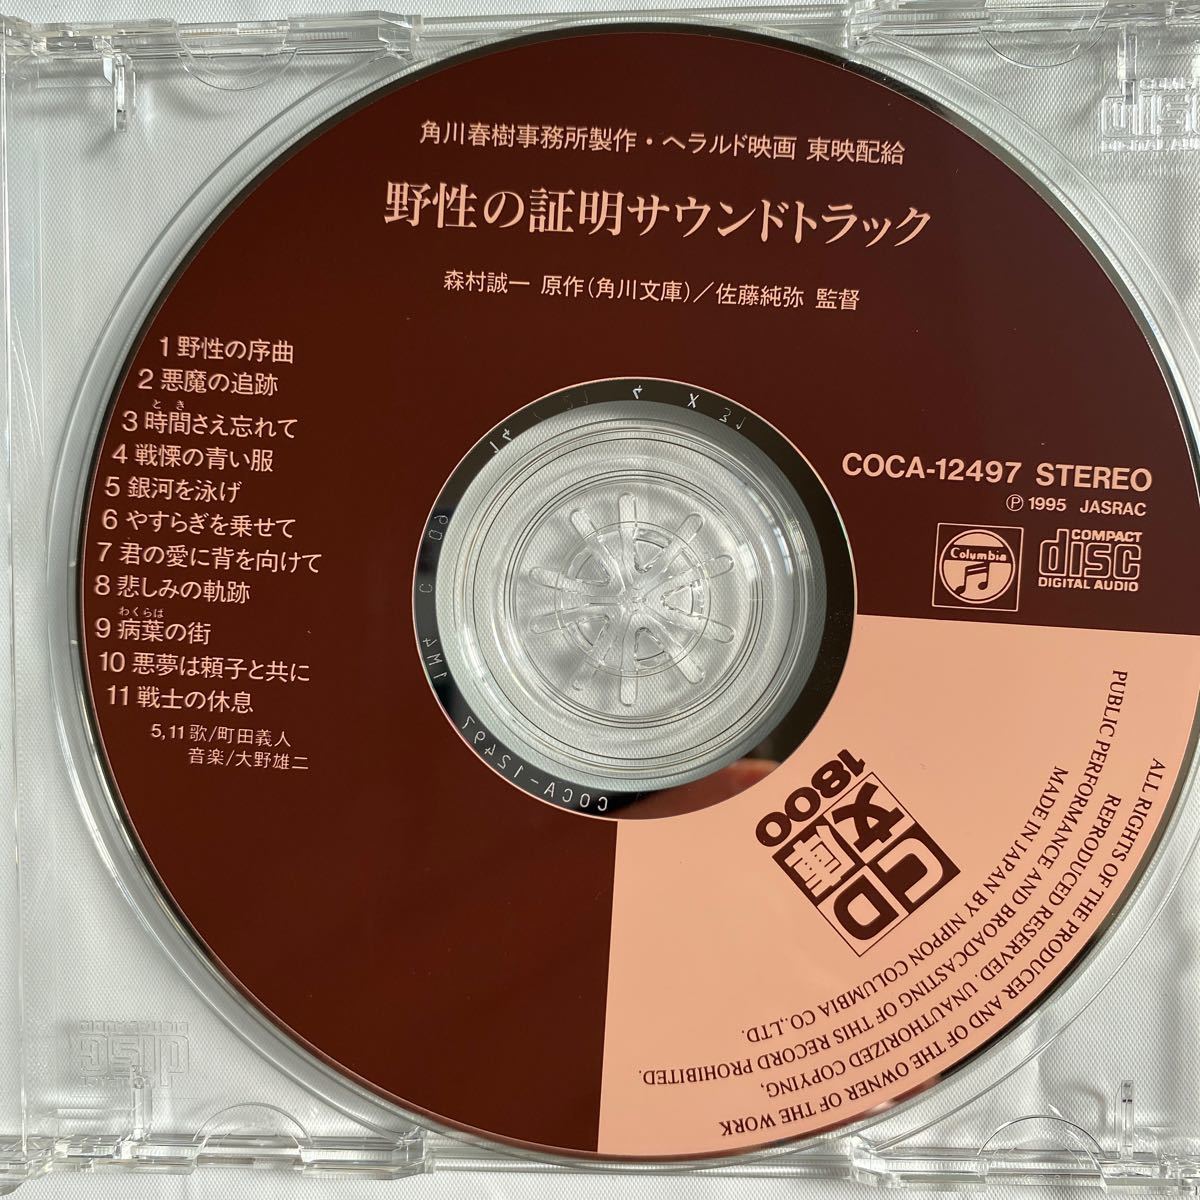 角川春樹事務所製作・ヘラルド映画 東映配給
野性の証明サウンドトラック
森村誠一 原作(角川文庫)／佐藤純弥 監督
1 野性の序曲
2 悪魔の追跡
とき
3 時間さえ忘れて
4 戦慄の青い服
5 銀河を泳げ
6 やすらぎを乗せて
7 君の愛に背を向けて
8 悲しみの軌跡
わくらば
9 病葉の街
10 悪夢は頼子と共に
11 戦士の休息
5,11 歌/町田義人
音楽/大野雄二
COCA-12497 STEREO
Ⓟ 1995 JASRAC
Columbia
COMPACT
disc
DIGITAL AUDIO
CD文庫
1800
ALL RIGHTS OF THE PRODUCER AND OF THE OWNER OF THE WORK
REPRODUCED RESERVED. UNAUTHORIZED COPYING,
PUBLIC PERFORMANCE AND BROADCASTING OF THIS RECORD PROHIBITED.
MADE IN JAPAN BY NIPPON COLUMBIA CO.,LTD.
COCA-12497
disc
disc